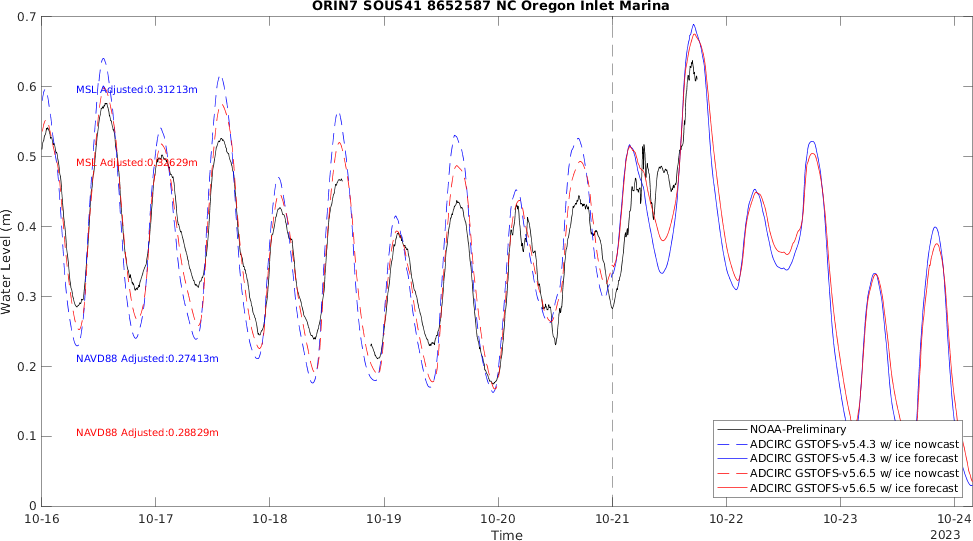 ORIN7 SOUS41 8652587 NC Oregon Inlet Marina
Water Level (m)
0.7
0.6
0.5
0.4
0.3
0.2
0.1
0
MSL Adjusted:0.31213m
MSL Adjusted:0.32629m
NAVD88 Adjusted:0.27413m
NAVD88 Adjusted:0.28829m
NOAA-Preliminary
ADCIRC GSTOFS-v5.4.3 w/ ice nowcast
ADCIRC GSTOFS-v5.4.3 w/ ice forecast
ADCIRC GSTOFS-v5.6.5 w/ ice nowcast
ADCIRC GSTOFS-v5.6.5 w/ ice forecast
10-16 10-17 10-18 10-19 10-20 10-21 10-22 10-23 10-24
Time
2023